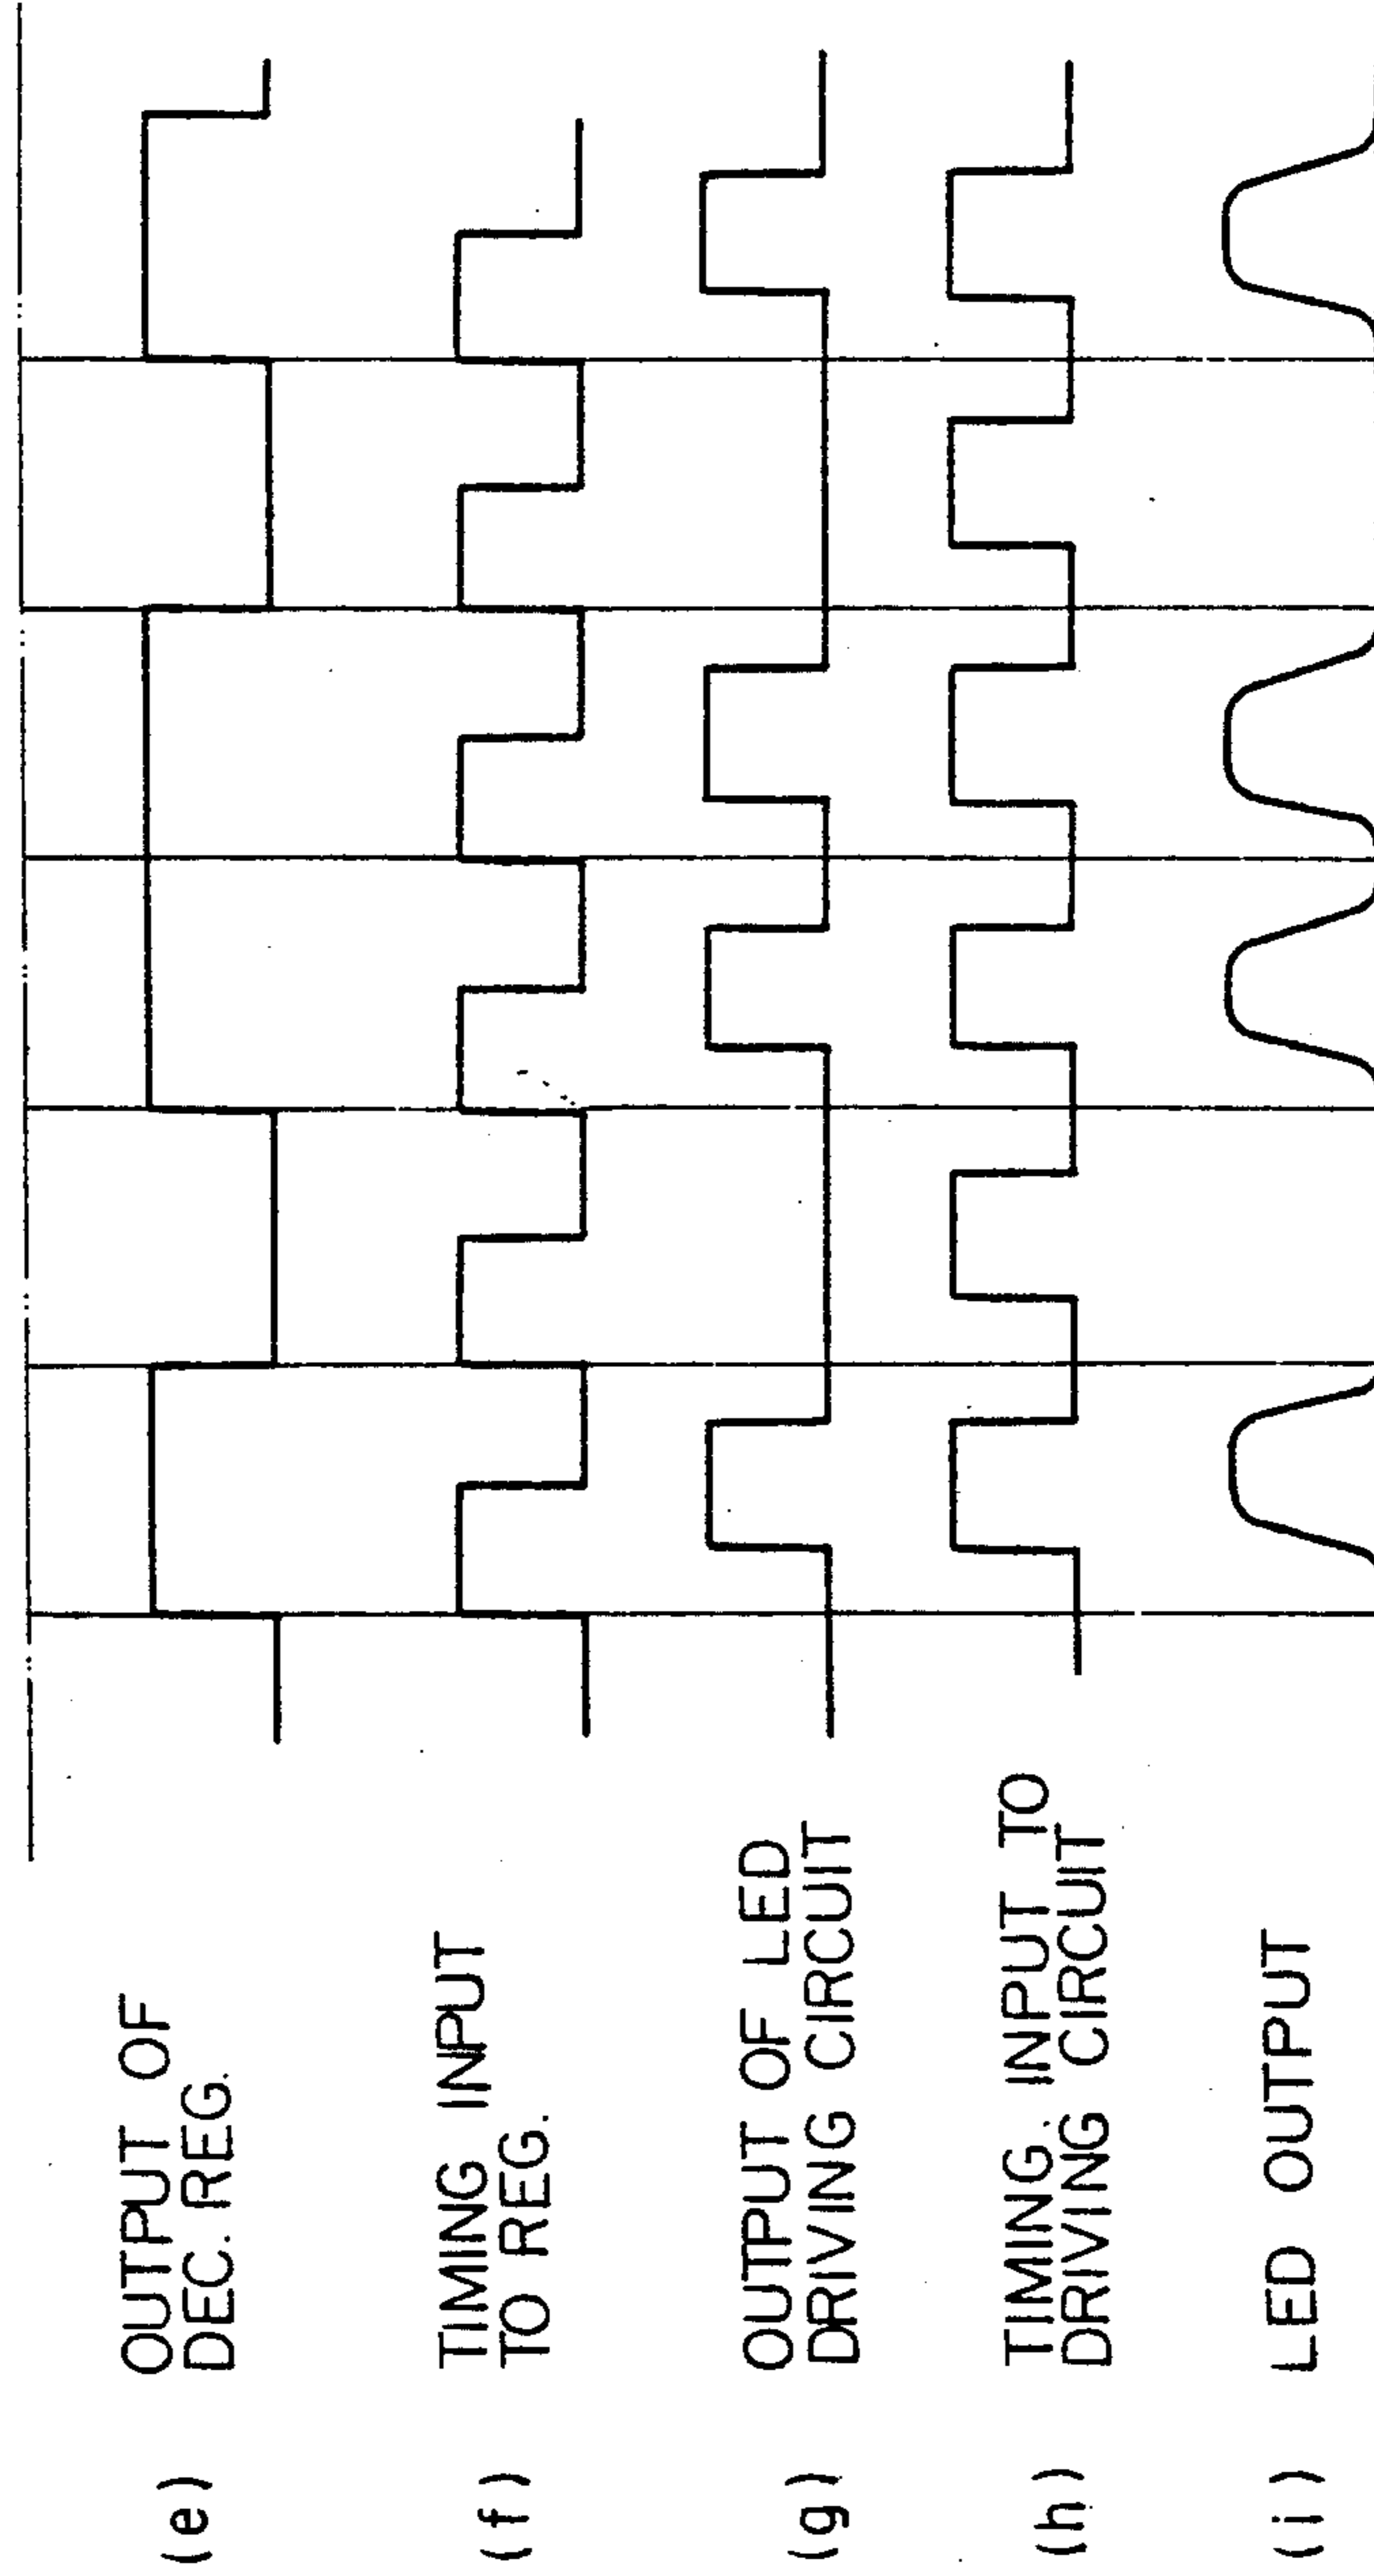 (e) OUTPUT OF
DEC. REG.
(f) TIMING INPUT
TO REG.
(g) OUTPUT OF LED
DRIVING CIRCUIT
(h) TIMING INPUT TO
DRIVING CIRCUIT
(i) LED OUTPUT